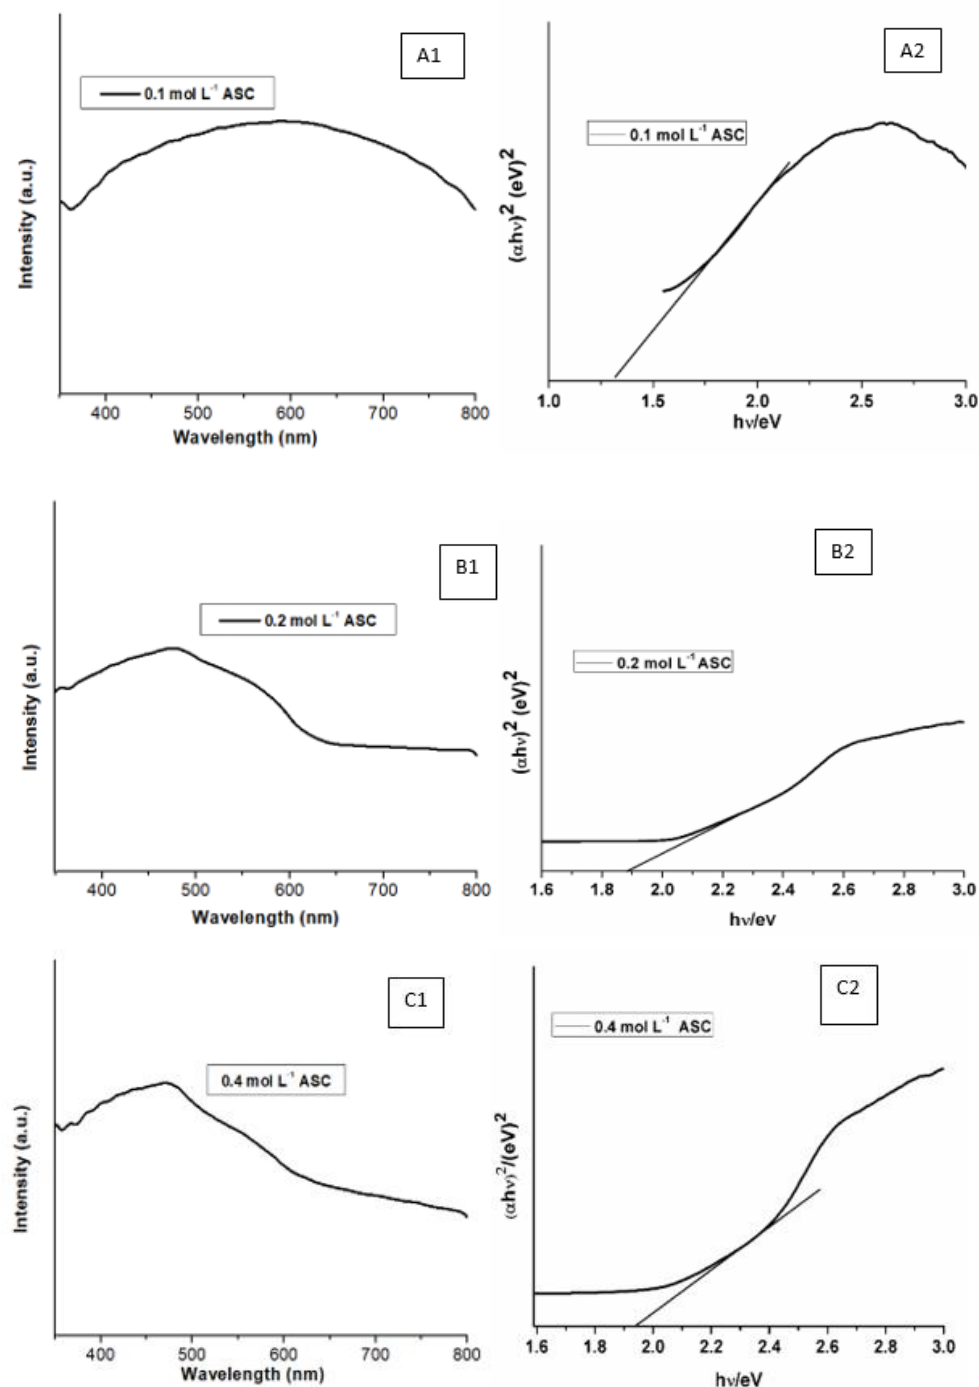 A1
0.1 mol L⁻¹ ASC
Intensity (a.u.)
400 500 600 700 800
Wavelength (nm)
A2
0.1 mol L⁻¹ ASC
(αhν)² (eV)²
1.0 1.5 2.0 2.5 3.0
hν/eV
B1
0.2 mol L⁻¹ ASC
Intensity (a.u.)
400 500 600 700 800
Wavelength (nm)
B2
0.2 mol L⁻¹ ASC
(αhν)² (eV)²
1.6 1.8 2.0 2.2 2.4 2.6 2.8 3.0
hν/eV
C1
0.4 mol L⁻¹ ASC
Intensity (a.u.)
400 500 600 700 800
Wavelength (nm)
C2
0.4 mol L⁻¹ ASC
(αhν)²/(eV)²
1.6 1.8 2.0 2.2 2.4 2.6 2.8 3.0
hν/eV